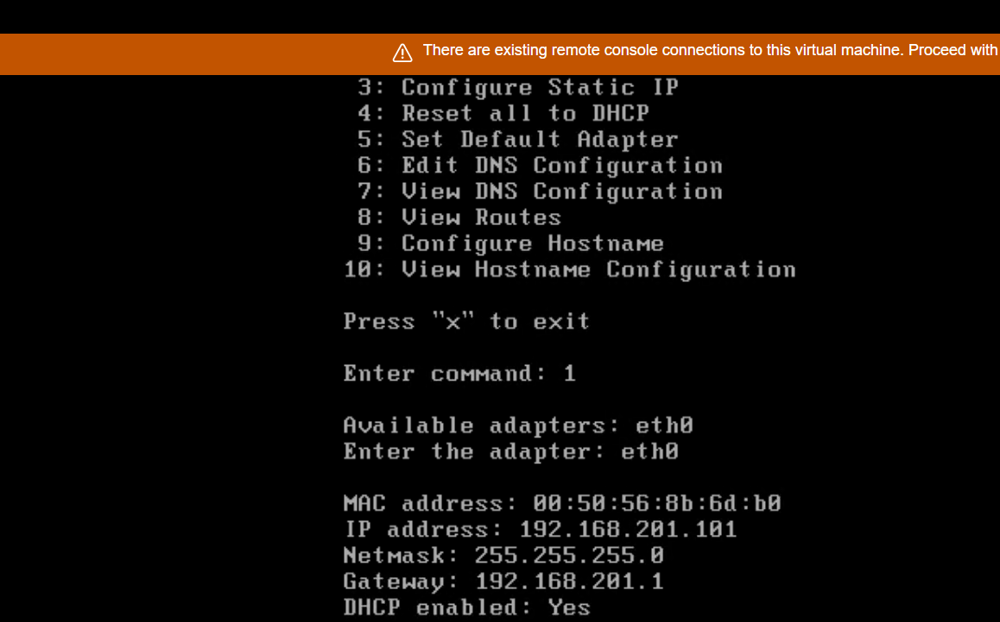 There are existing remote console connections to this virtual machine. Proceed with
3: Configure Static IP
4: Reset all to DHCP
5: Set Default Adapter
6: Edit DNS Configuration
7: View DNS Configuration
8: View Routes
9: Configure Hostname
10: View Hostname Configuration
Press "x" to exit
Enter command: 1
Available adapters: eth0
Enter the adapter: eth0
MAC address: 00:50:56:8b:6d:b0
IP address: 192.168.201.101
Netmask: 255.255.255.0
Gateway: 192.168.201.1
DHCP enabled: Yes